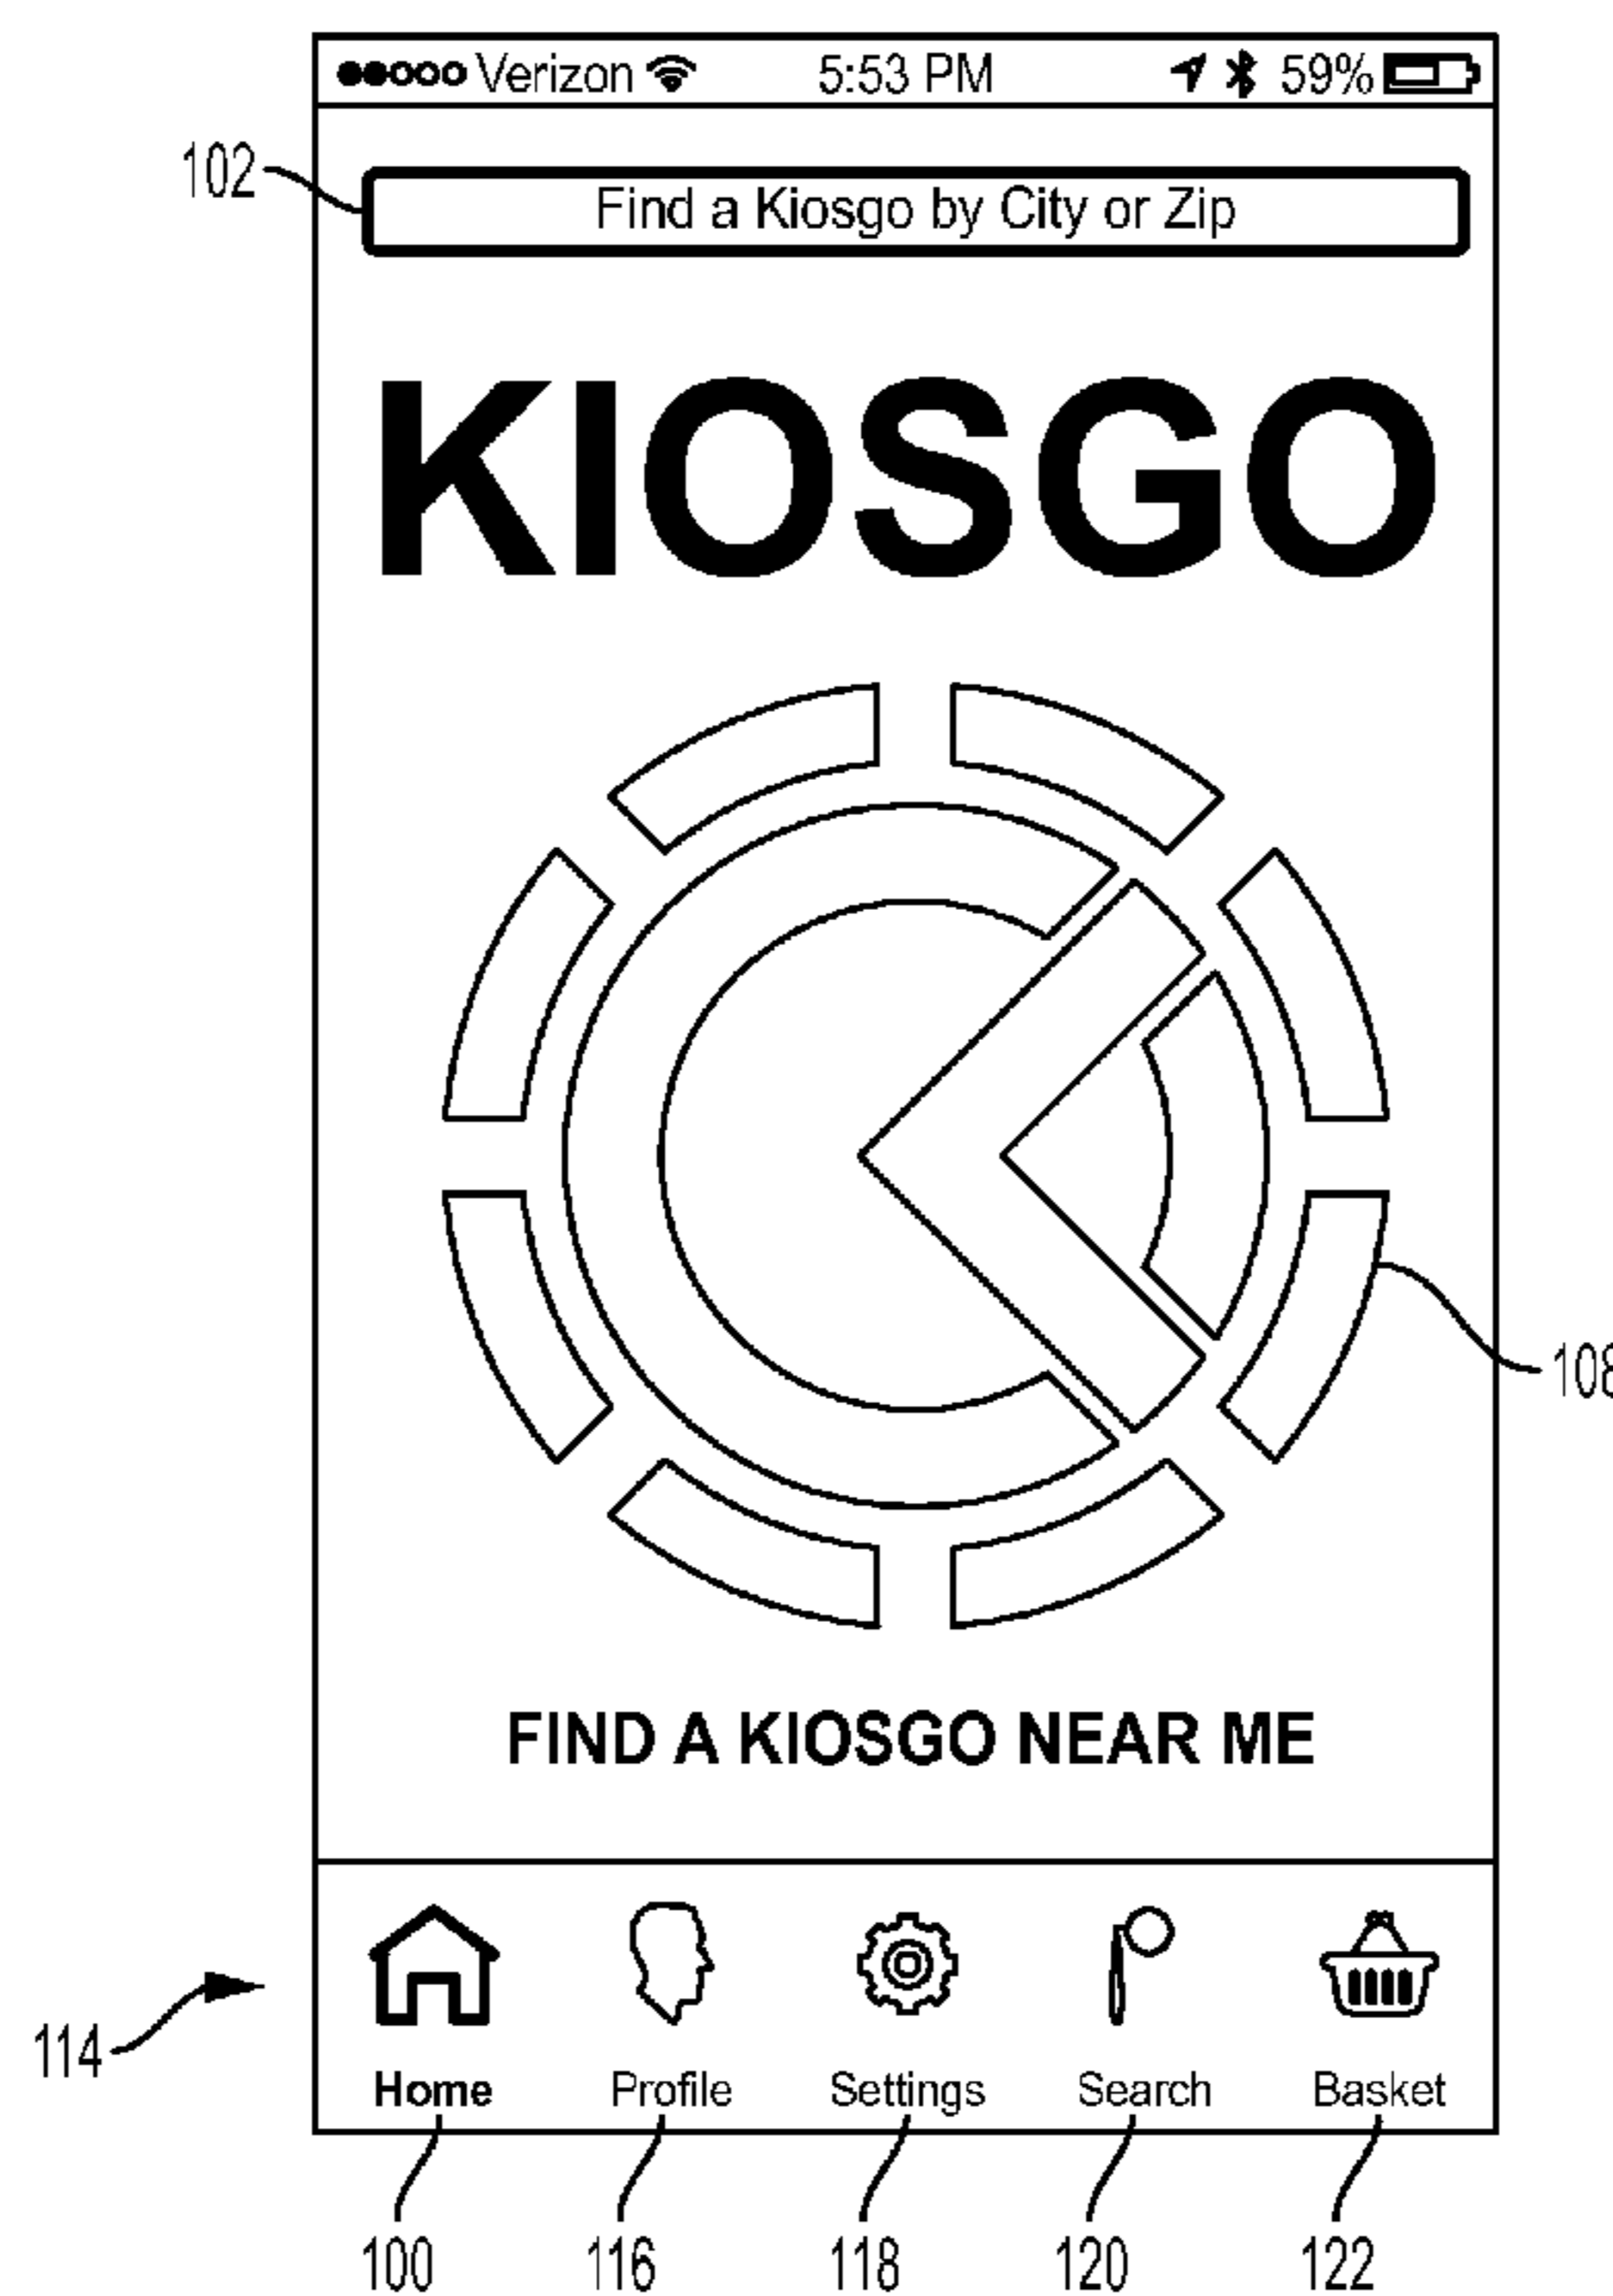 Verizon 5:53 PM 59%
102
Find a Kiosgo by City or Zip
KIOSGO
108
FIND A KIOSGO NEAR ME
114
Home Profile Settings Search Basket
100 116 118 120 122